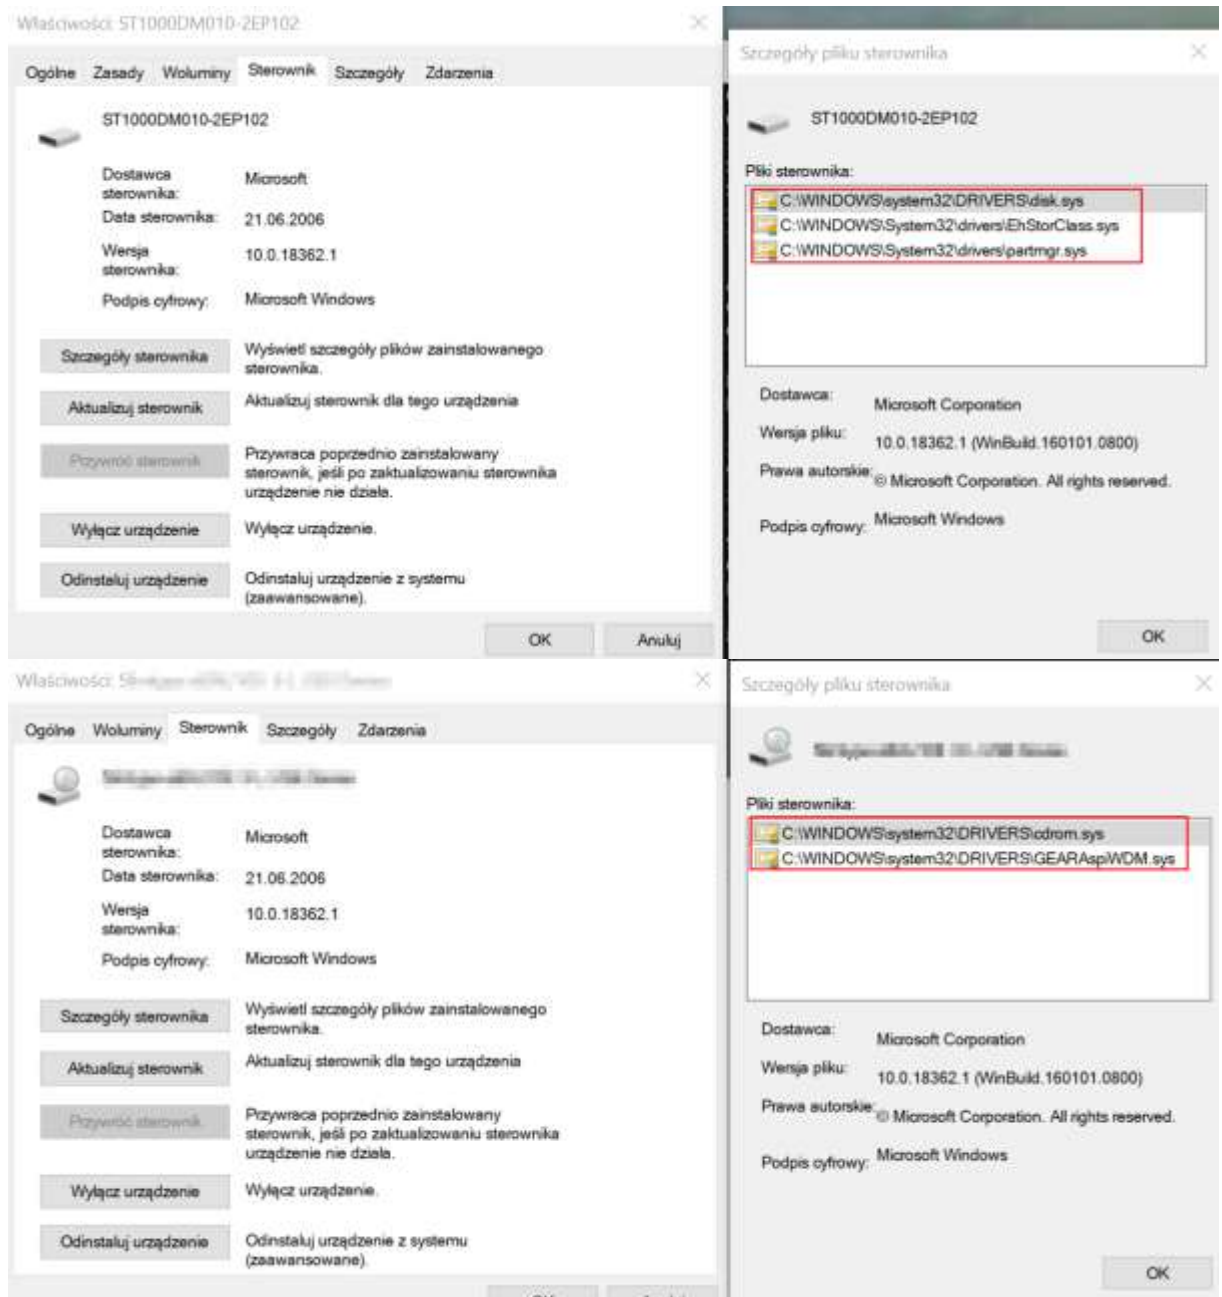 Właściwości: ST1000DM010-2EP102
Ogólne Zasady Woluminy Sterownik Szczegóły Zdarzenia
ST1000DM010-2EP102
Dostawca sterownika: Microsoft
Data sterownika: 21.06.2006
Wersja sterownika: 10.0.18362.1
Podpis cyfrowy: Microsoft Windows
Szczegóły sterownika
Wyświetl szczegóły plików zainstalowanego
sterownika.
Aktualizuj sterownik
Aktualizuj sterownik dla tego urządzenia
Przywróć sterownik
Przywraca poprzednio zainstalowany
sterownik, jeśli po zaktualizowaniu sterownika
urządzenie nie działa.
Wyłącz urządzenie
Wyłącz urządzenie.
Odinstaluj urządzenie
Odinstaluj urządzenie z systemu
(zaawansowane).
OK Anuluj
Szczegóły pliku sterownika
ST1000DM010-2EP102
Pliki sterownika:
C:\WINDOWS\system32\DRIVERS\disk.sys
C:\WINDOWS\System32\drivers\EhStorClass.sys
C:\WINDOWS\System32\drivers\partmgr.sys
Dostawca: Microsoft Corporation
Wersja pliku: 10.0.18362.1 (WinBuild.160101.0800)
Prawa autorskie: © Microsoft Corporation. All rights reserved.
Podpis cyfrowy: Microsoft Windows
OK
Właściwości:
Ogólne Woluminy Sterownik Szczegóły Zdarzenia
Dostawca sterownika: Microsoft
Data sterownika: 21.06.2006
Wersja sterownika: 10.0.18362.1
Podpis cyfrowy: Microsoft Windows
Szczegóły sterownika
Wyświetl szczegóły plików zainstalowanego
sterownika.
Aktualizuj sterownik
Aktualizuj sterownik dla tego urządzenia
Przywróć sterownik
Przywraca poprzednio zainstalowany
sterownik, jeśli po zaktualizowaniu sterownika
urządzenie nie działa.
Wyłącz urządzenie
Wyłącz urządzenie.
Odinstaluj urządzenie
Odinstaluj urządzenie z systemu
(zaawansowane).
Szczegóły pliku sterownika
Pliki sterownika:
C:\WINDOWS\system32\DRIVERS\cdrom.sys
C:\WINDOWS\system32\DRIVERS\GEARAspiWDM.sys
Dostawca: Microsoft Corporation
Wersja pliku: 10.0.18362.1 (WinBuild.160101.0800)
Prawa autorskie: © Microsoft Corporation. All rights reserved.
Podpis cyfrowy: Microsoft Windows
OK